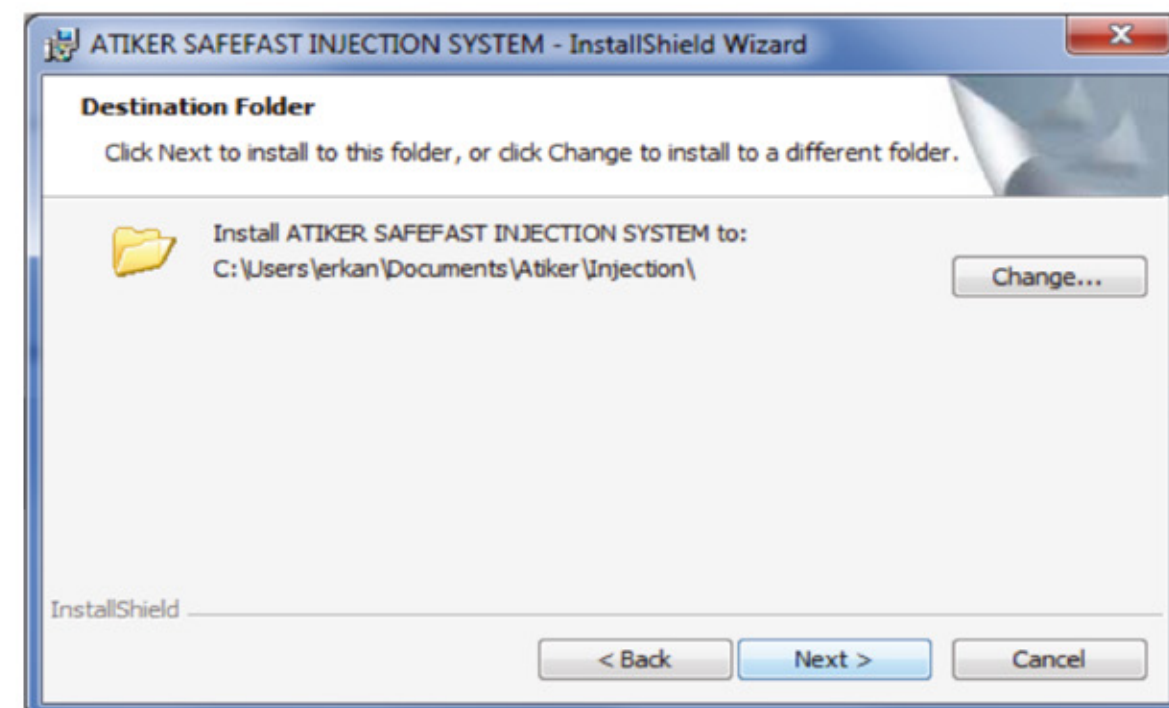 ATIKER SAFEFAST INJECTION SYSTEM - InstallShield Wizard
Destination Folder
Click Next to install to this folder, or click Change to install to a different folder.
Install ATIKER SAFEFAST INJECTION SYSTEM to:
C:\Users\erkan\Documents\Atiker\Injection\
Change...
InstallShield
< Back
Next >
Cancel